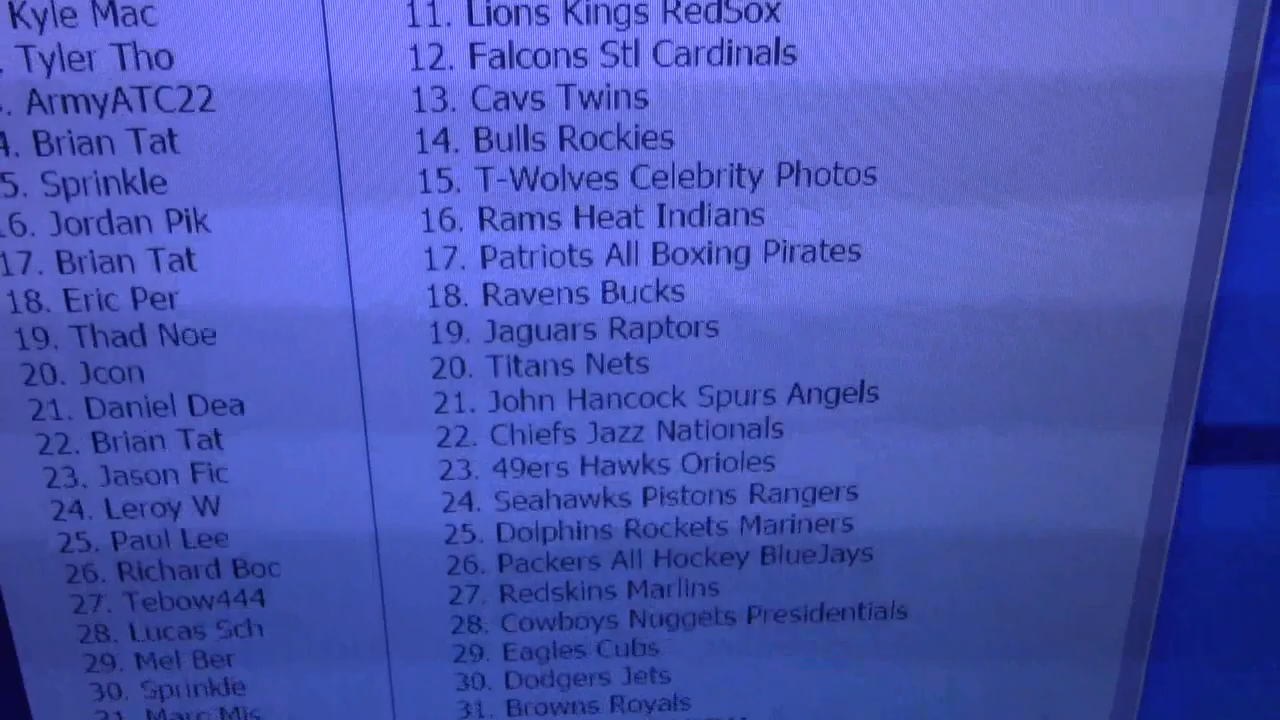 Kyle Mac
11. Lions Kings RedSox
. Tyler Tho
12. Falcons Stl Cardinals
. ArmyATC22
13. Cavs Twins
4. Brian Tat
14. Bulls Rockies
5. Sprinkle
15. T-Wolves Celebrity Photos
16. Jordan Pik
16. Rams Heat Indians
17. Brian Tat
17. Patriots All Boxing Pirates
18. Eric Per
18. Ravens Bucks
19. Thad Noe
19. Jaguars Raptors
20. Jcon
20. Titans Nets
21. Daniel Dea
21. John Hancock Spurs Angels
22. Brian Tat
22. Chiefs Jazz Nationals
23. Jason Fic
23. 49ers Hawks Orioles
24. Leroy W
24. Seahawks Pistons Rangers
25. Paul Lee
25. Dolphins Rockets Mariners
26. Richard Boc
26. Packers All Hockey BlueJays
27. Tebow444
27. Redskins Marlins
28. Lucas Sch
28. Cowboys Nuggets Presidentials
29. Mel Ber
29. Eagles Cubs
30. Sprinkle
30. Dodgers Jets
31. Marc Mis
31. Browns Royals